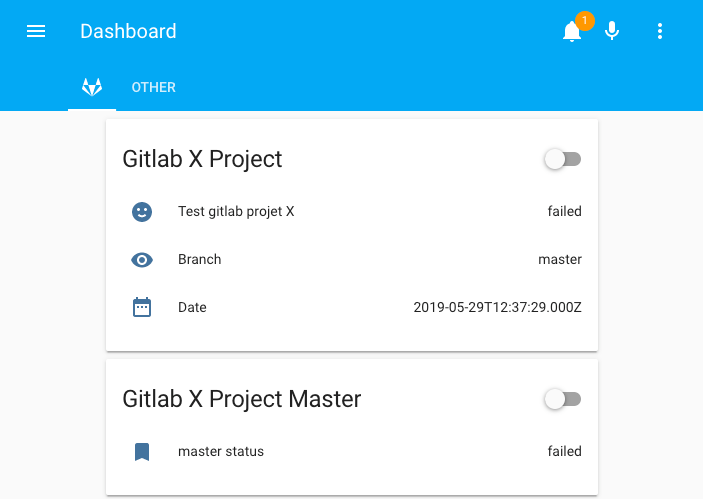 Dashboard
1
OTHER
Gitlab X Project
Test gitlab projet X failed
Branch master
Date 2019-05-29T12:37:29.000Z
Gitlab X Project Master
master status failed